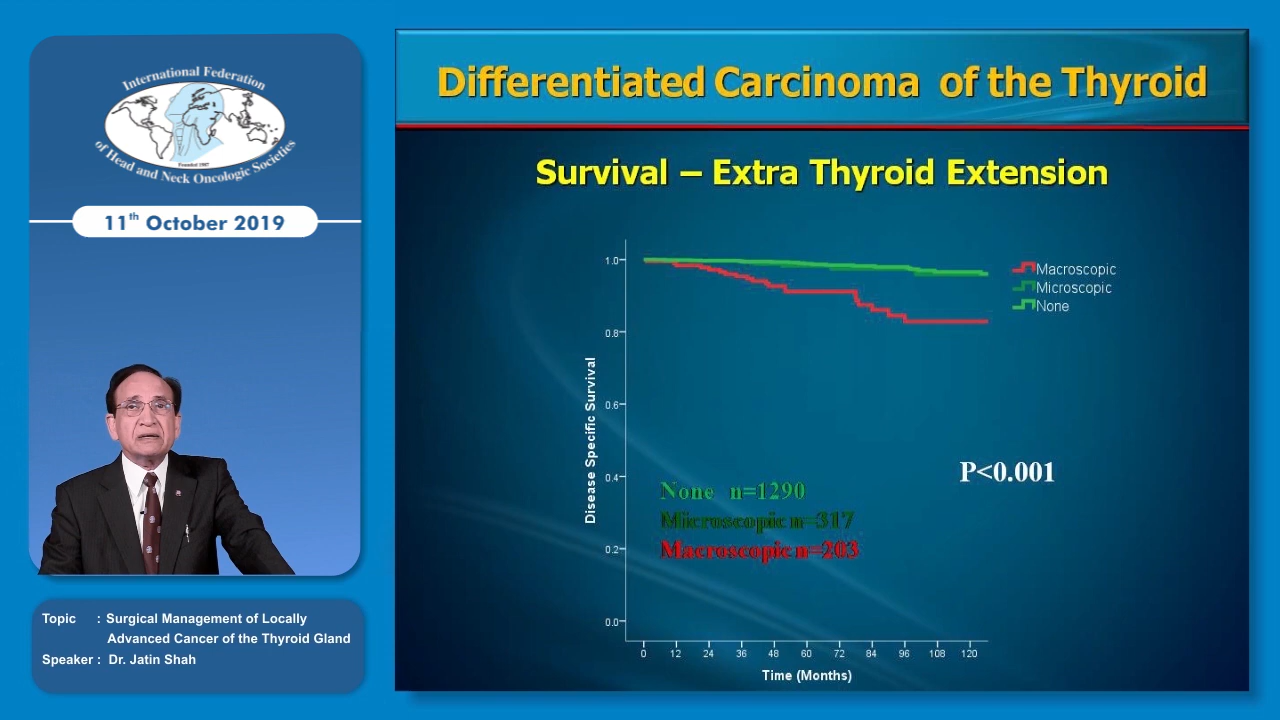 International Federation
of Head and Neck Oncologic Societies
Founded 1987
11th October 2019
Topic : Surgical Management of Locally
Advanced Cancer of the Thyroid Gland
Speaker : Dr. Jatin Shah
Differentiated Carcinoma of the Thyroid
Survival – Extra Thyroid Extension
Macroscopic
Microscopic
None
1.0
0.8
0.6
0.4
0.2
0.0
Disease Specific Survival
None n=1290
Microscopic n=317
Macroscopic n=203
P<0.001
0 12 24 36 48 60 72 84 96 108 120
Time (Months)